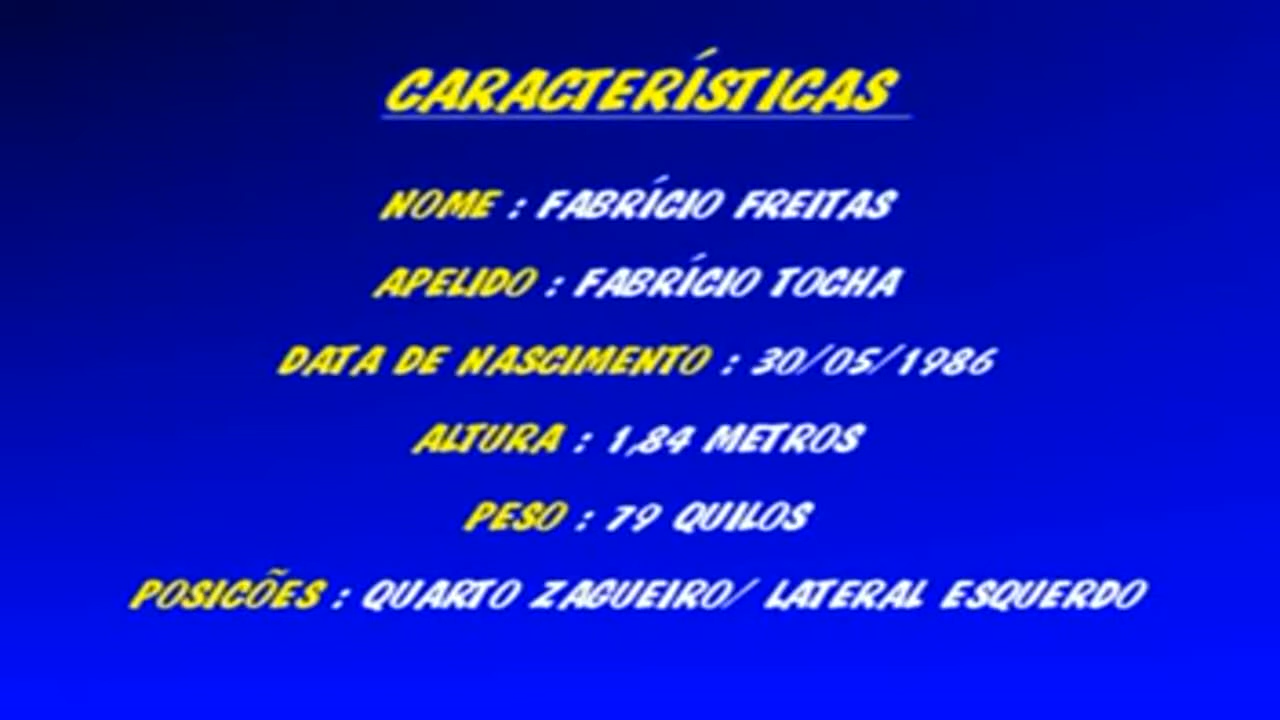 CARACTERÍSTICAS
NOME : FABRÍCIO FREITAS
APELIDO : FABRÍCIO TOCHA
DATA DE NASCIMENTO : 30/05/1986
ALTURA : 1,84 METROS
PESO : 79 QUILOS
POSICÕES : QUARTO ZAGUEIRO/ LATERAL ESQUERDO